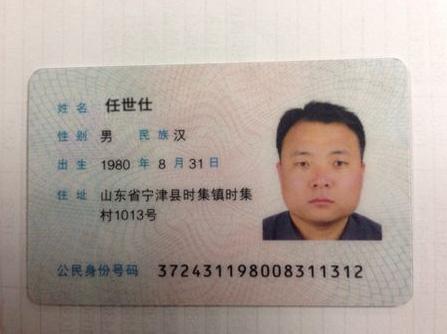 姓名 任世仕
性别 男 民族 汉
出生 1980 年 8 月 31 日
住址 山东省宁津县时集镇时集
村1013号
公民身份号码 372431198008311312